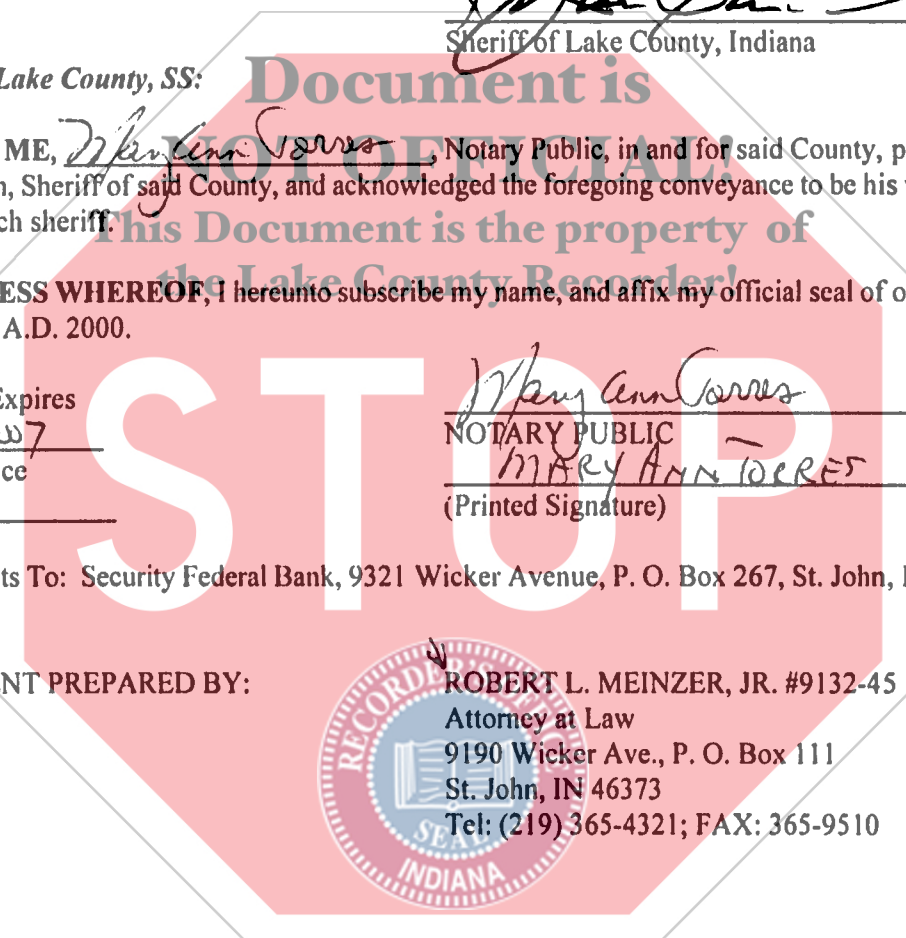 Sheriff of Lake County, Indiana
Document is
Lake County, SS:
NOT OFFICIAL!
ME, Mary Ann Torres, Notary Public, in and for said County, p
n, Sheriff of said County, and acknowledged the foregoing conveyance to be his
ch sheriff.
This Document is the property of
the Lake County Recorder!
ESS WHEREOF, I hereunto subscribe my name, and affix my official seal of o
A.D. 2000.
STOP
Expires
Mary Ann Torres
NOTARY PUBLIC
ce
MARY ANN TORRES
(Printed Signature)
ts To: Security Federal Bank, 9321 Wicker Avenue, P. O. Box 267, St. John, I
NT PREPARED BY:
ROBERT L. MEINZER, JR. #9132-45
Attorney at Law
9190 Wicker Ave., P. O. Box 111
St. John, IN 46373
Tel: (219) 365-4321; FAX: 365-9510
RECORDER'S OFFICE
SEAL
INDIANA